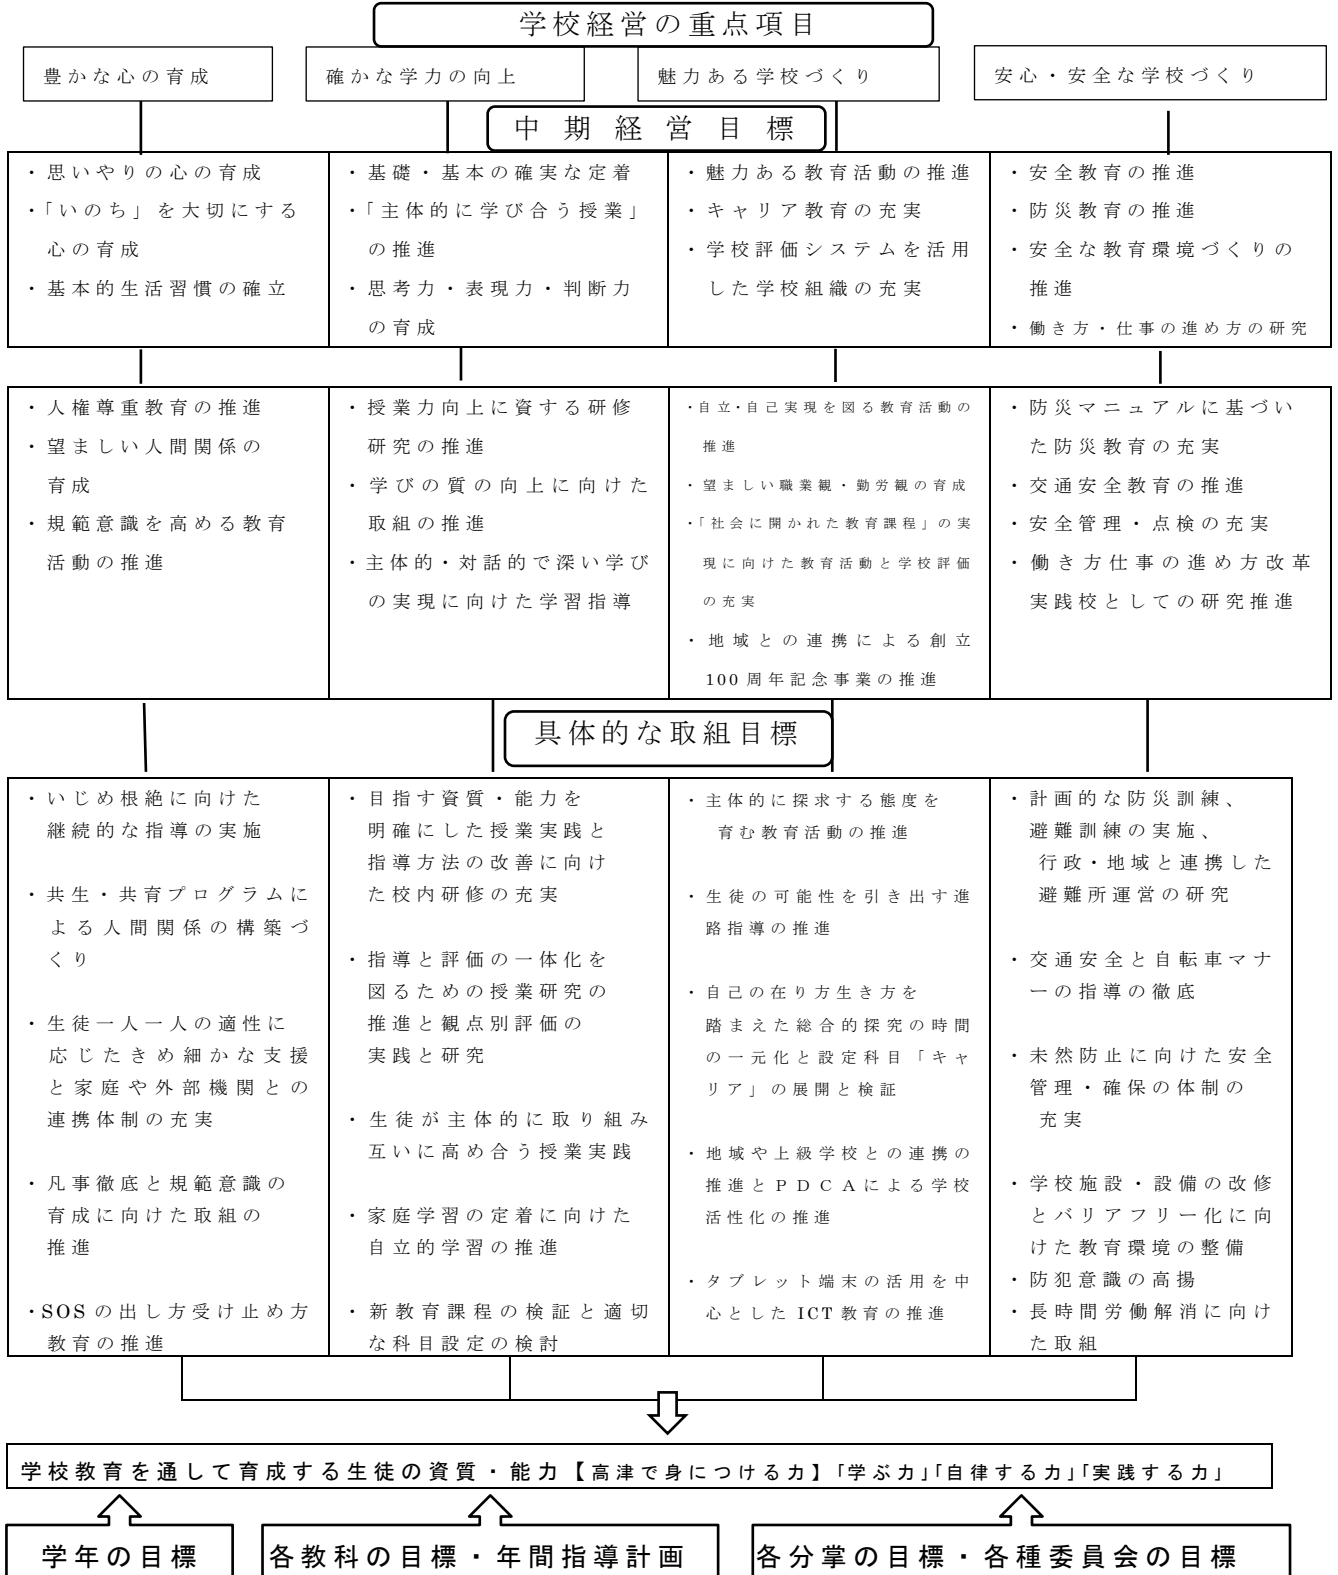 学校経営の重点項目
豊かな心の育成
確かな学力の向上
魅力ある学校づくり
安心・安全な学校づくり
中期経営目標
・思いやりの心の育成
・「いのち」を大切にする
心の育成
・基本的生活習慣の確立
・基礎・基本の確実な定着
・「主体的に学び合う授業」
の推進
・思考力・表現力・判断力
の育成
・魅力ある教育活動の推進
・キャリア教育の充実
・学校評価システムを活用
した学校組織の充実
・安全教育の推進
・防災教育の推進
・安全な教育環境づくりの
推進
・働き方・仕事の進め方の研究
・人権尊重教育の推進
・望ましい人間関係の
育成
・規範意識を高める教育
活動の推進
・授業力向上に資する研修
研究の推進
・学びの質の向上に向けた
取組の推進
・主体的・対話的で深い学び
の実現に向けた学習指導
・自立・自己実現を図る教育活動の
推進
・望ましい職業観・勤労観の育成
・「社会に開かれた教育課程」の実
現に向けた教育活動と学校評価
の充実
・地域との連携による創立
100周年記念事業の推進
・防災マニュアルに基づい
た防災教育の充実
・交通安全教育の推進
・安全管理・点検の充実
・働き方仕事の進め方改革
実践校としての研究推進
具体的な取組目標
・いじめ根絶に向けた
継続的な指導の実施
・共生・共育プログラムに
よる人間関係の構築づ
くり
・生徒一人一人の適性に
応じたきめ細かな支援
と家庭や外部機関との
連携体制の充実
・凡事徹底と規範意識の
育成に向けた取組の
推進
・SOSの出し方受け止め方
教育の推進
・目指す資質・能力を
明確にした授業実践と
指導方法の改善に向け
た校内研修の充実
・指導と評価の一体化を
図るための授業研究の
推進と観点別評価の
実践と研究
・生徒が主体的に取り組み
互いに高め合う授業実践
・家庭学習の定着に向けた
自立的学習の推進
・新教育課程の検証と適切
な科目設定の検討
・主体的に探求する態度を
育む教育活動の推進
・生徒の可能性を引き出す進
路指導の推進
・自己の在り方生き方を
踏まえた総合的探究の時間
の一元化と設定科目「キャ
リア」の展開と検証
・地域や上級学校との連携の
推進とＰＤＣＡによる学校
活性化の推進
・タブレット端末の活用を中
心としたICT教育の推進
・計画的な防災訓練、
避難訓練の実施、
行政・地域と連携した
避難所運営の研究
・交通安全と自転車マナ
ーの指導の徹底
・未然防止に向けた安全
管理・確保の体制の
充実
・学校施設・設備の改修
とバリアフリー化に向
けた教育環境の整備
・防犯意識の高揚
・長時間労働解消に向け
た取組
学校教育を通して育成する生徒の資質・能力【高津で身につける力】「学ぶ力」「自律する力」「実践する力」
学年の目標
各教科の目標・年間指導計画
各分掌の目標・各種委員会の目標